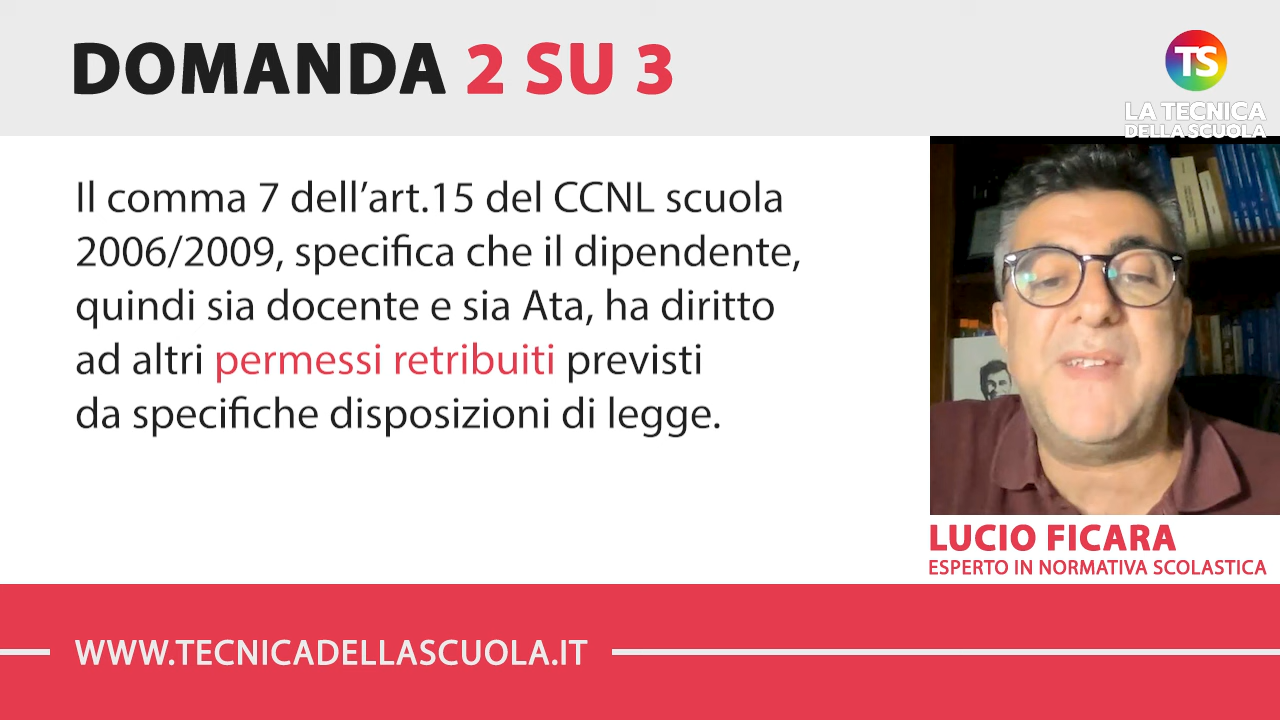 DOMANDA 2 SU 3
TS
LA TECNICA
DELLA SCUOLA
Il comma 7 dell’art.15 del CCNL scuola
2006/2009, specifica che il dipendente,
quindi sia docente e sia Ata, ha diritto
ad altri permessi retribuiti previsti
da specifiche disposizioni di legge.
LUCIO FICARA
ESPERTO IN NORMATIVA SCOLASTICA
WWW.TECNICADELLASCUOLA.IT